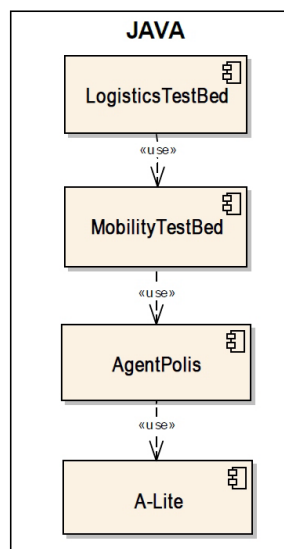 JAVA
LogisticsTestBed
«use»
MobilityTestBed
«use»
AgentPolis
«use»
A-Lite